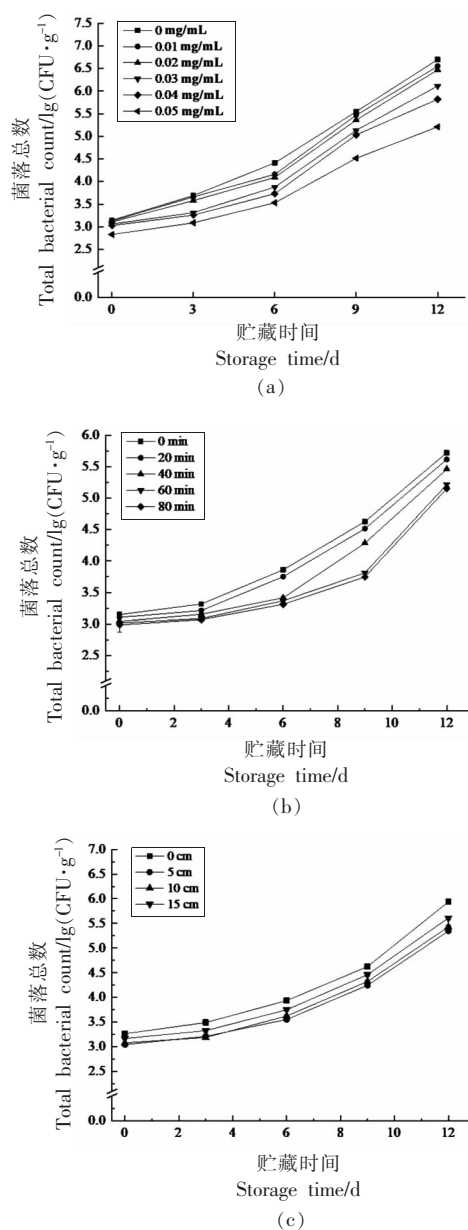 菌落总数
Total bacterial count/lg(CFU·g⁻¹)
6.5
6.0
5.5
5.0
4.5
4.0
3.5
3.0
2.5
0.0
0 mg/mL
0.01 mg/mL
0.02 mg/mL
0.03 mg/mL
0.04 mg/mL
0.05 mg/mL
0 3 6 9 12
贮藏时间
Storage time/d
(a)
菌落总数
Total bacterial count/lg(CFU·g⁻¹)
6.0
5.5
5.0
4.5
4.0
3.5
3.0
2.5
0.0
0 min
20 min
40 min
60 min
80 min
0 2 4 6 8 10 12
贮藏时间
Storage time/d
(b)
菌落总数
Total bacterial count/lg(CFU·g⁻¹)
7.0
6.5
6.0
5.5
5.0
4.5
4.0
3.5
3.0
2.5
0.0
0 cm
5 cm
10 cm
15 cm
0 2 4 6 8 10 12
贮藏时间
Storage time/d
(c)